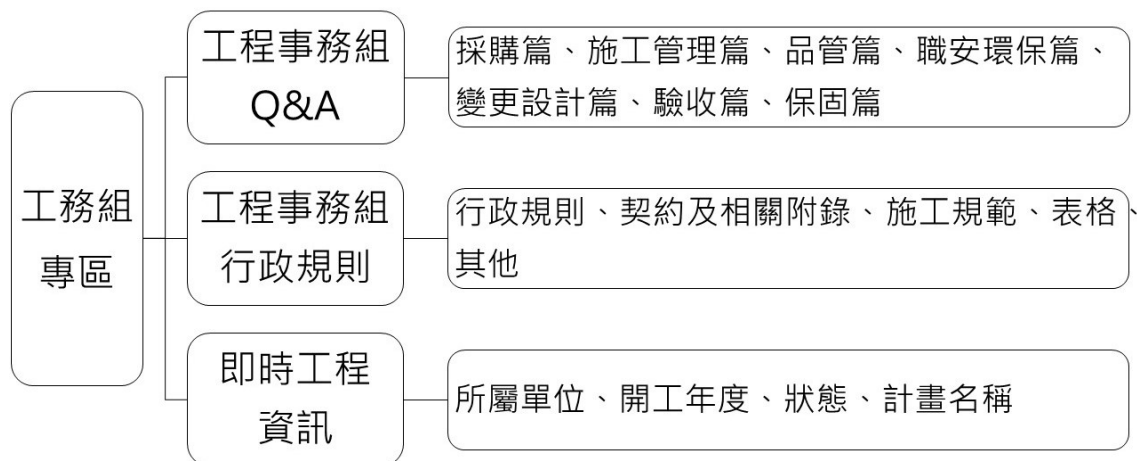 工務組
專區
工程事務組
Q&A
採購篇、施工管理篇、品管篇、職安環保篇、
變更設計篇、驗收篇、保固篇
工程事務組
行政規則
行政規則、契約及相關附錄、施工規範、表格、
其他
即時工程
資訊
所屬單位、開工年度、狀態、計畫名稱